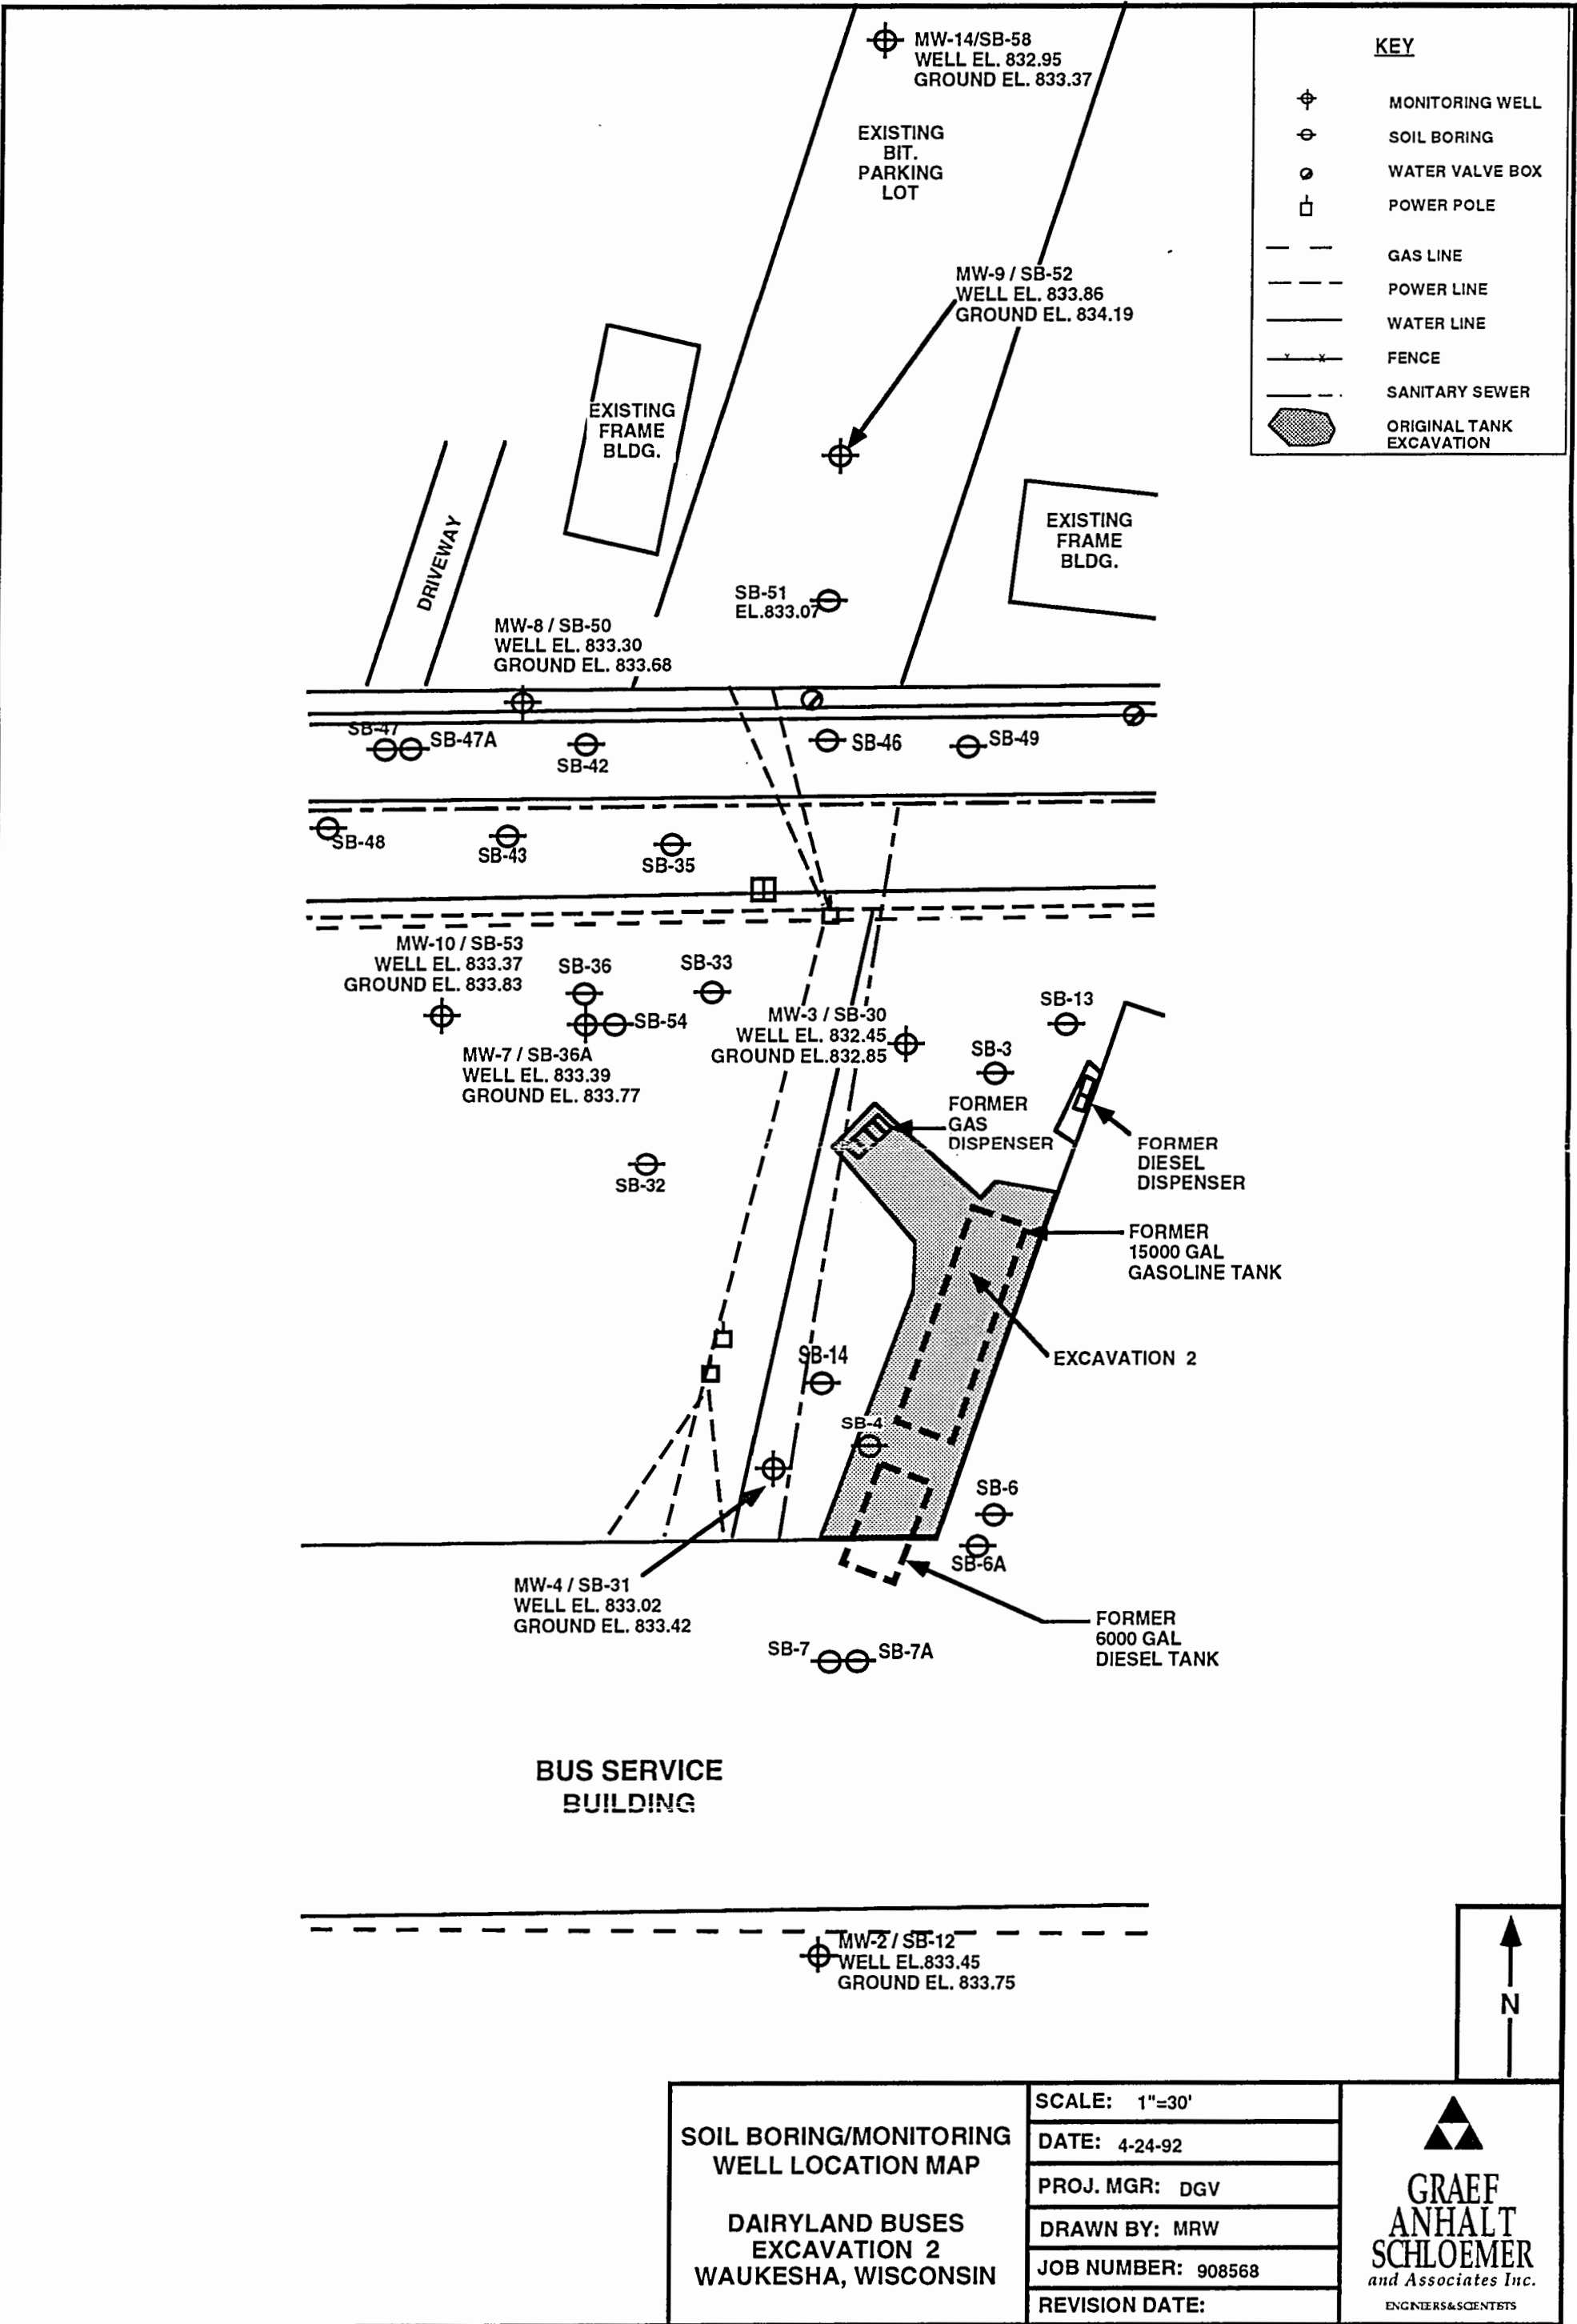 MW-14/SB-58
WELL EL. 832.95
GROUND EL. 833.37
EXISTING
BIT.
PARKING
LOT
KEY
MONITORING WELL
SOIL BORING
WATER VALVE BOX
POWER POLE
GAS LINE
POWER LINE
WATER LINE
FENCE
SANITARY SEWER
ORIGINAL TANK
EXCAVATION
MW-9 / SB-52
WELL EL. 833.86
GROUND EL. 834.19
EXISTING
FRAME
BLDG.
EXISTING
FRAME
BLDG.
DRIVEWAY
SB-51
EL.833.07
MW-8 / SB-50
WELL EL. 833.30
GROUND EL. 833.68
SB-47
SB-47A
SB-42
SB-46
SB-49
SB-48
SB-43
SB-35
MW-10 / SB-53
WELL EL. 833.37
GROUND EL. 833.83
SB-36
SB-33
SB-54
MW-7 / SB-36A
WELL EL. 833.39
GROUND EL. 833.77
MW-3 / SB-30
WELL EL. 832.45
GROUND EL.832.85
SB-13
SB-3
FORMER
GAS
DISPENSER
FORMER
DIESEL
DISPENSER
SB-32
FORMER
15000 GAL
GASOLINE TANK
EXCAVATION 2
SB-14
SB-4
SB-6
SB-6A
MW-4 / SB-31
WELL EL. 833.02
GROUND EL. 833.42
FORMER
6000 GAL
DIESEL TANK
SB-7
SB-7A
BUS SERVICE
BUILDING
MW-2 / SB-12
WELL EL.833.45
GROUND EL. 833.75
N
SOIL BORING/MONITORING
WELL LOCATION MAP
DAIRYLAND BUSES
EXCAVATION 2
WAUKESHA, WISCONSIN
SCALE: 1"=30'
DATE: 4-24-92
PROJ. MGR: DGV
DRAWN BY: MRW
JOB NUMBER: 908568
REVISION DATE:
GRAEF
ANHALT
SCHLOEMER
and Associates Inc.
ENGINEERS&SCIENTISTS